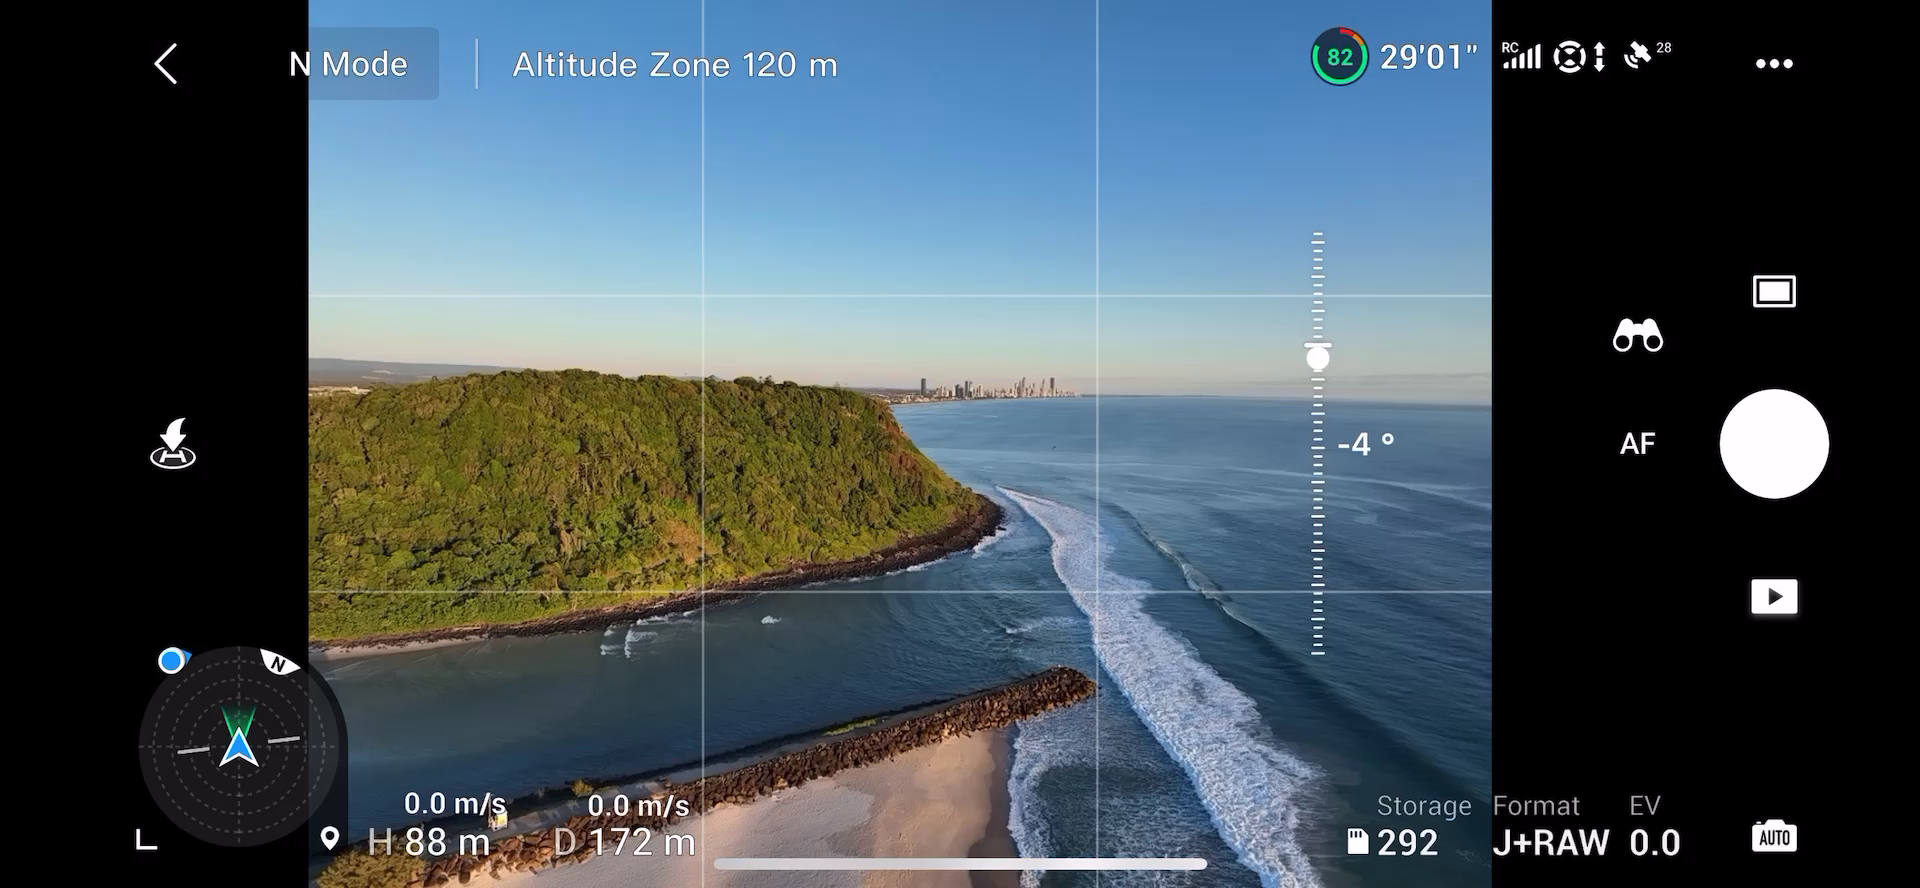 N Mode
Altitude Zone 120 m
82
29'01"
RC
28
-4 °
AF
N
0.0 m/s
0.0 m/s
H 88 m
D 172 m
Storage
292
Format
J+RAW
EV
0.0
AUTO